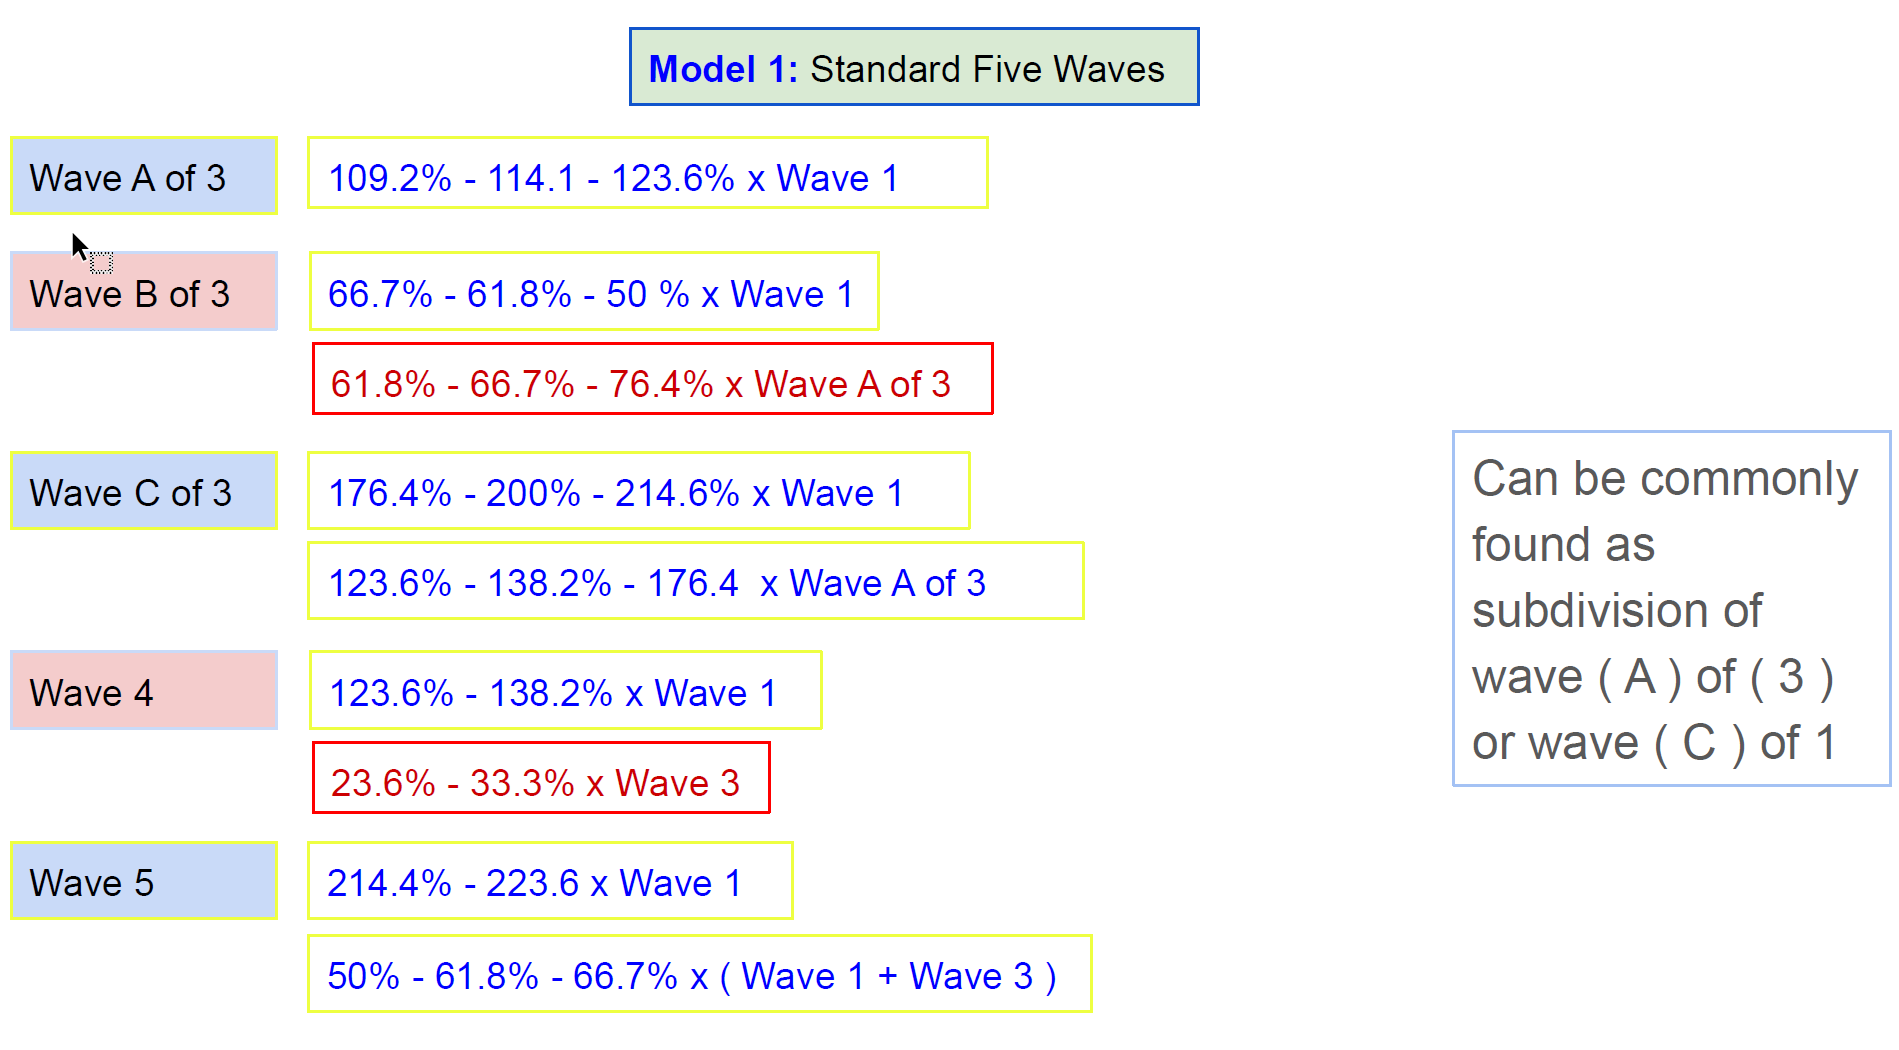 Model 1: Standard Five Waves
Wave A of 3
109.2% - 114.1 - 123.6% x Wave 1
Wave B of 3
66.7% - 61.8% - 50 % x Wave 1
61.8% - 66.7% - 76.4% x Wave A of 3
Wave C of 3
176.4% - 200% - 214.6% x Wave 1
123.6% - 138.2% - 176.4  x Wave A of 3
Wave 4
123.6% - 138.2% x Wave 1
23.6% - 33.3% x Wave 3
Wave 5
214.4% - 223.6 x Wave 1
50% - 61.8% - 66.7% x ( Wave 1 + Wave 3 )
Can be commonly
found as
subdivision of
wave ( A ) of ( 3 )
or wave ( C ) of 1